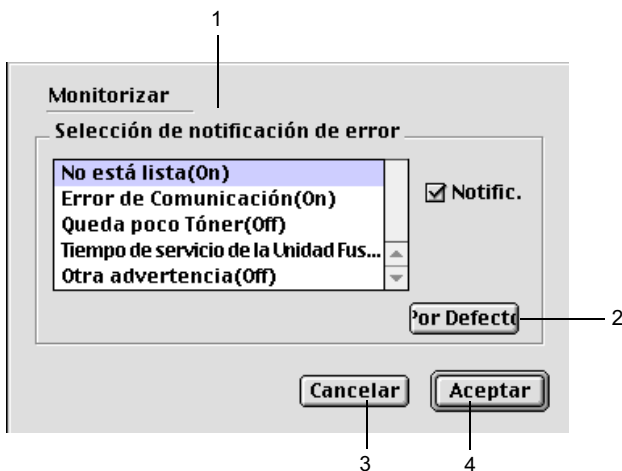 1
Monitorizar
Selección de notificación de error
No está lista(On)
Error de Comunicación(On)
Queda poco Tóner(Off)
Tiempo de servicio de la Unidad Fus...
Otra advertencia(Off)
Notific.
Por Defecto
2
Cancelar
Aceptar
3
4